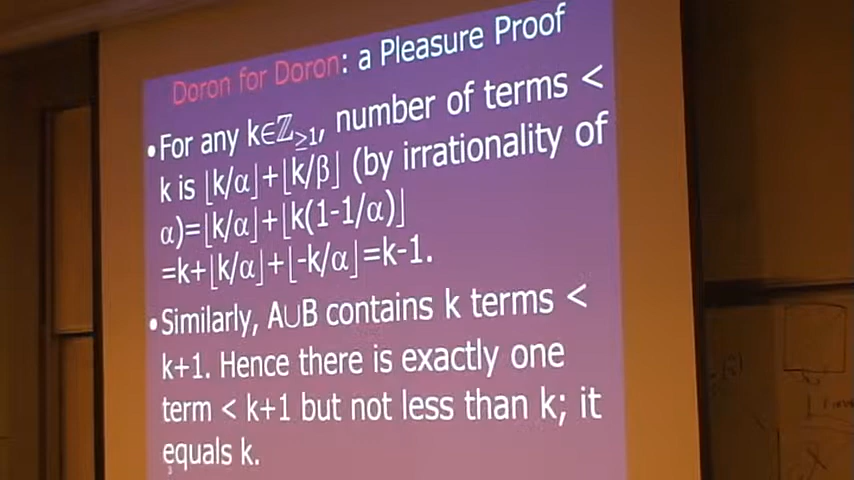 Doron for Doron: a Pleasure Proof
•For any k∈ℤ≥1, number of terms <
k is ⌊k/α⌋+⌊k/β⌋ (by irrationality of
α)=⌊k/α⌋+⌊k(1-1/α)⌋
=k+⌊k/α⌋+⌊-k/α⌋=k-1.
•Similarly, A∪B contains k terms <
k+1. Hence there is exactly one
term < k+1 but not less than k; it
equals k.